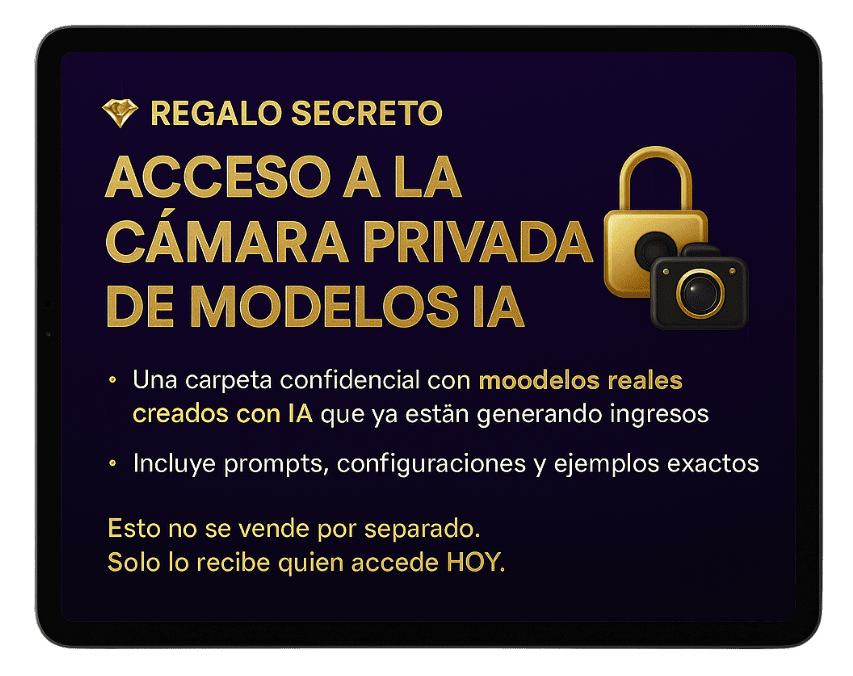 REGALO SECRETO
ACCESO A LA
CÁMARA PRIVADA
DE MODELOS IA
• Una carpeta confidencial con moodelos reales
creados con IA que ya estän generando ingresos
• Incluye prompts, configuraciones y ejemplos exactos
Esto no se vende por separado.
Solo lo recibe quien accede HOY.